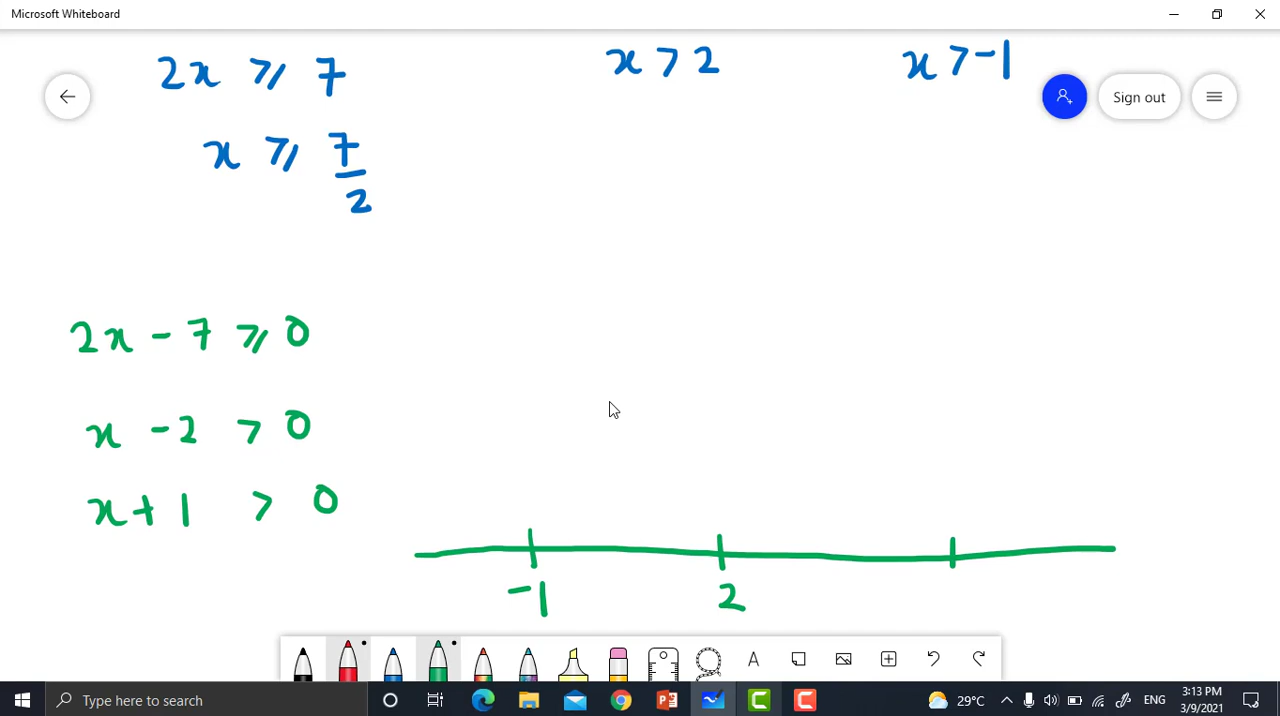 Microsoft Whiteboard
2x ≥ 7
x > 2
x > -1
Sign out
x ≥ 7/2
2x - 7 ≥ 0
x - 2 > 0
x + 1 > 0
-1 2
A
Type here to search
29°C
ENG
3:13 PM
3/9/2021